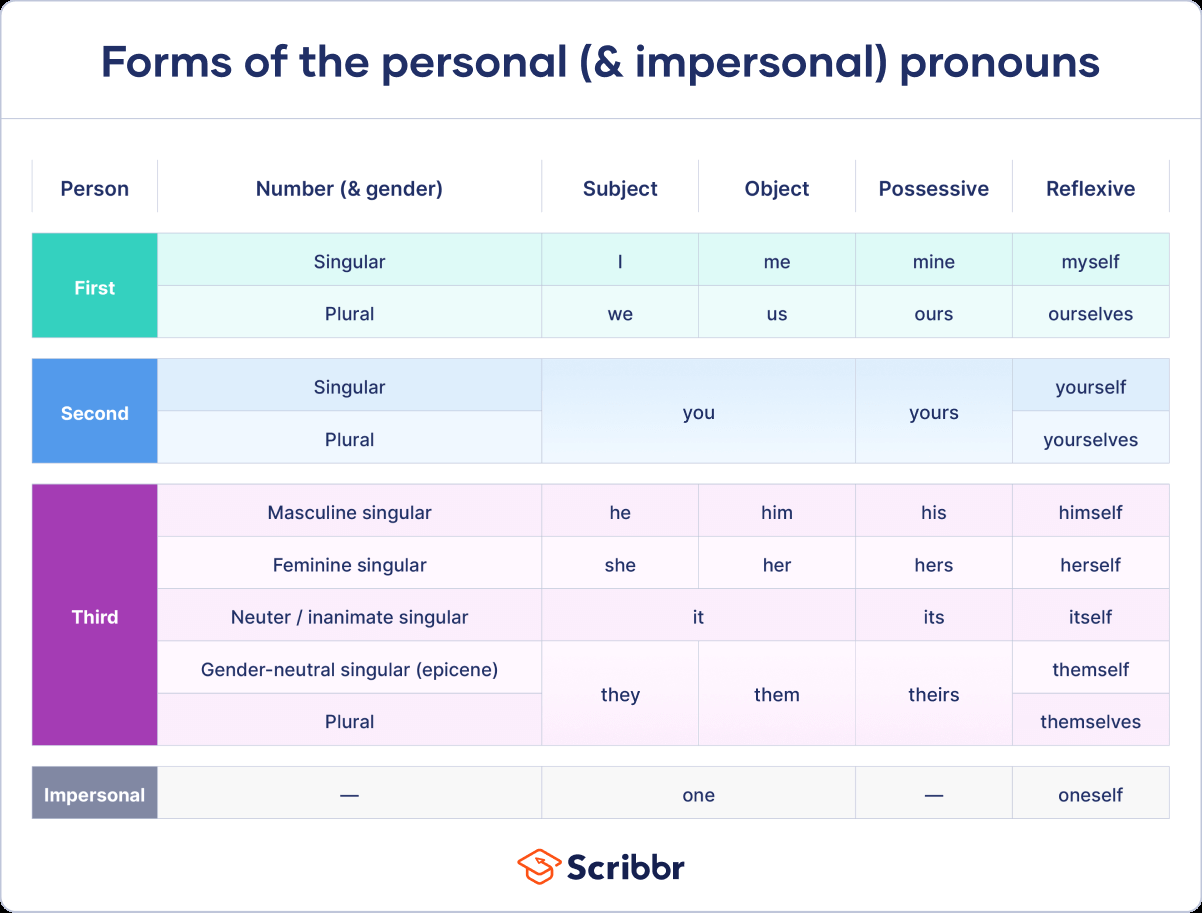 Forms of the personal (& impersonal) pronouns
Person Number (& gender) Subject Object Possessive Reflexive
First
Singular I me mine myself
Plural we us ours ourselves
Second
Singular yourself
you yours
Plural yourselves
Third
Masculine singular he him his himself
Feminine singular she her hers herself
Neuter / inanimate singular it its itself
Gender-neutral singular (epicene) themself
they them theirs
Plural themselves
Impersonal — one — oneself
Scribbr